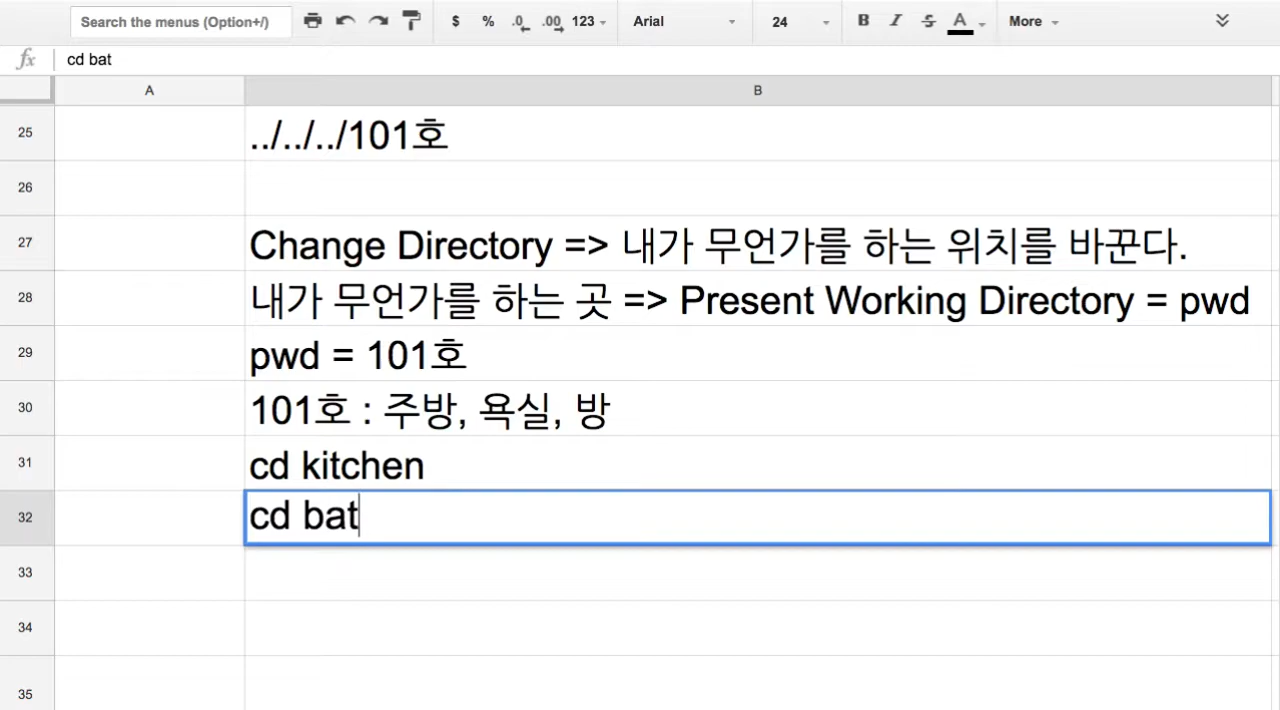 Search the menus (Option+/) $ % .0 .00 123 Arial 24 B I S A More
fx cd bat
A B
25 ../../../101호
26
27 Change Directory => 내가 무언가를 하는 위치를 바꾼다.
28 내가 무언가를 하는 곳 => Present Working Directory = pwd
29 pwd = 101호
30 101호 : 주방, 욕실, 방
31 cd kitchen
32 cd bat
33
34
35